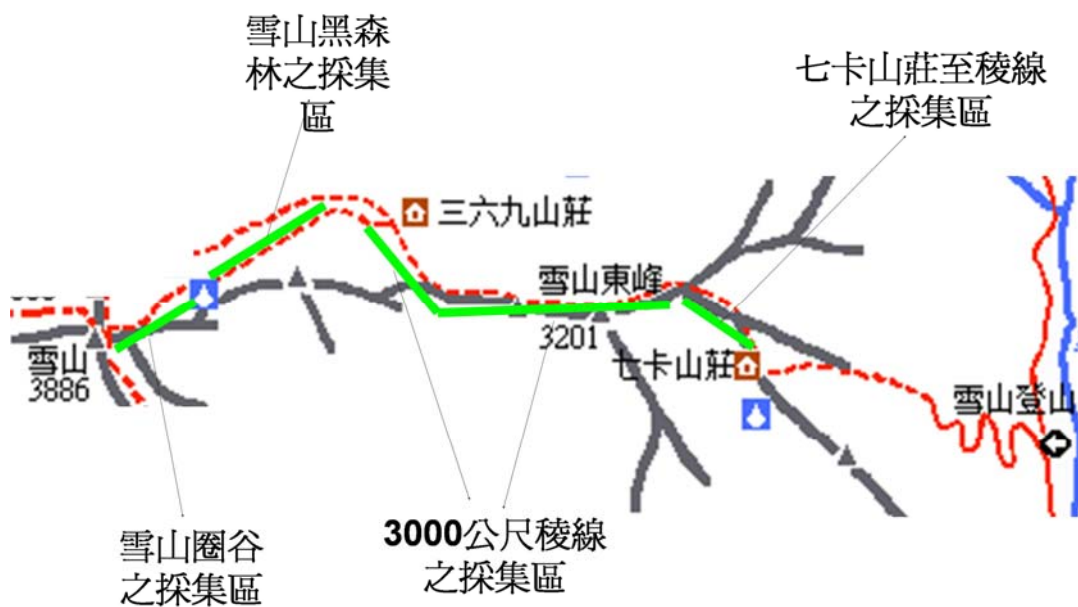 雪山黑森
林之採集
區
七卡山莊至稜線
之採集區
三六九山莊
雪山東峰
3201
雪山
3886
七卡山莊
雪山登山
雪山圈谷
之採集區
3000公尺稜線
之採集區